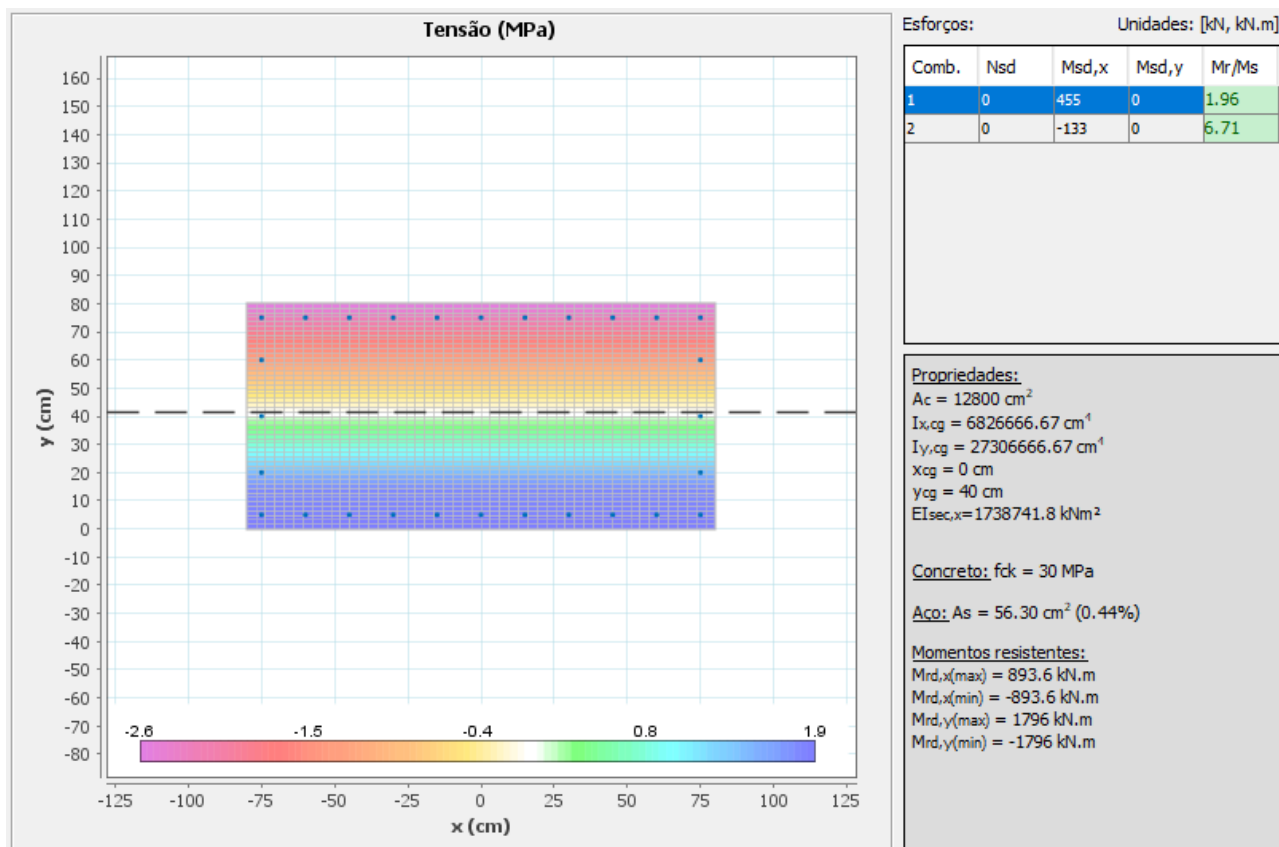 Tensão (MPa)
160
150
140
130
120
110
100
90
80
70
60
50
40
30
20
10
0
-10
-20
-30
-40
-50
-60
-70
-80
y (cm)
-2.6 -1.5 -0.4 0.8 1.9
-125 -100 -75 -50 -25 0 25 50 75 100 125
x (cm)
Esforços: Unidades: [kN, kN.m]
Comb. Nsd Msd,x Msd,y Mr/Ms
1 0 455 0 1.96
2 0 -133 0 6.71
Propriedades:
Ac = 12800 cm²
Ix,cg = 6826666.67 cm⁴
Iy,cg = 27306666.67 cm⁴
xcg = 0 cm
ycg = 40 cm
EIsec,x=1738741.8 kNm²
Concreto: fck = 30 MPa
Aço: As = 56.30 cm² (0.44%)
Momentos resistentes:
Mrd,x(max) = 893.6 kN.m
Mrd,x(min) = -893.6 kN.m
Mrd,y(max) = 1796 kN.m
Mrd,y(min) = -1796 kN.m